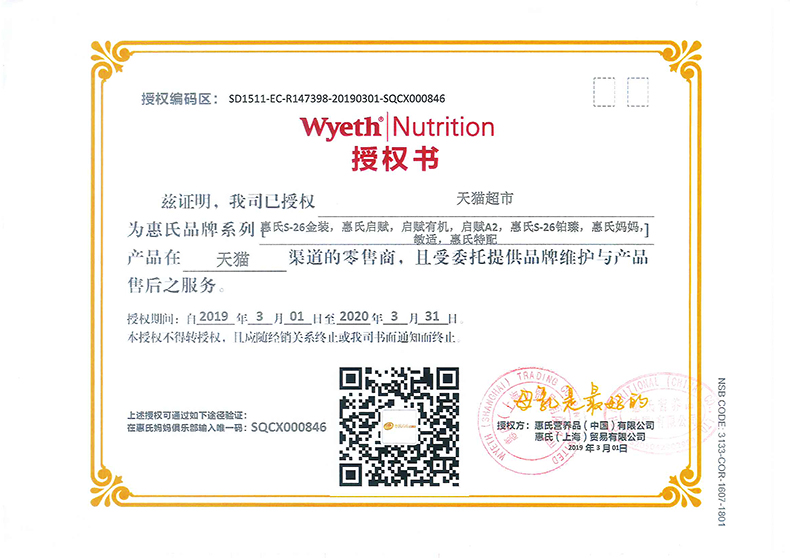 授权编码区： SD1511-EC-R147398-20190301-SQCX000846
Wyeth® Nutrition
授权书
兹证明，我司已授权 天猫超市
为惠氏品牌系列[惠氏S-26金装，惠氏启赋，启赋有机，启赋A2，惠氏S-26铂臻，惠氏妈妈，]
敏适，惠氏特配
产品在 天猫 渠道的零售商，且受委托提供品牌维护与产品
售后之服务。
授权期间：自2019 年 3 月 01 日至 2020 年 3 月 31 日。
本授权不得转授权，且应随经销关系终止或我司书面通知而终止。
上述授权可通过如下途径验证：
在惠氏妈妈俱乐部输入唯一码：SQCX000846
母乳是最好的
授权方：惠氏营养品（中国）有限公司
惠氏（上海）贸易有限公司
2019 年 3 月 01日
WYETH (SHANGHAI) TRADING CO
NSB CODE: 3133-COR-1607-1801